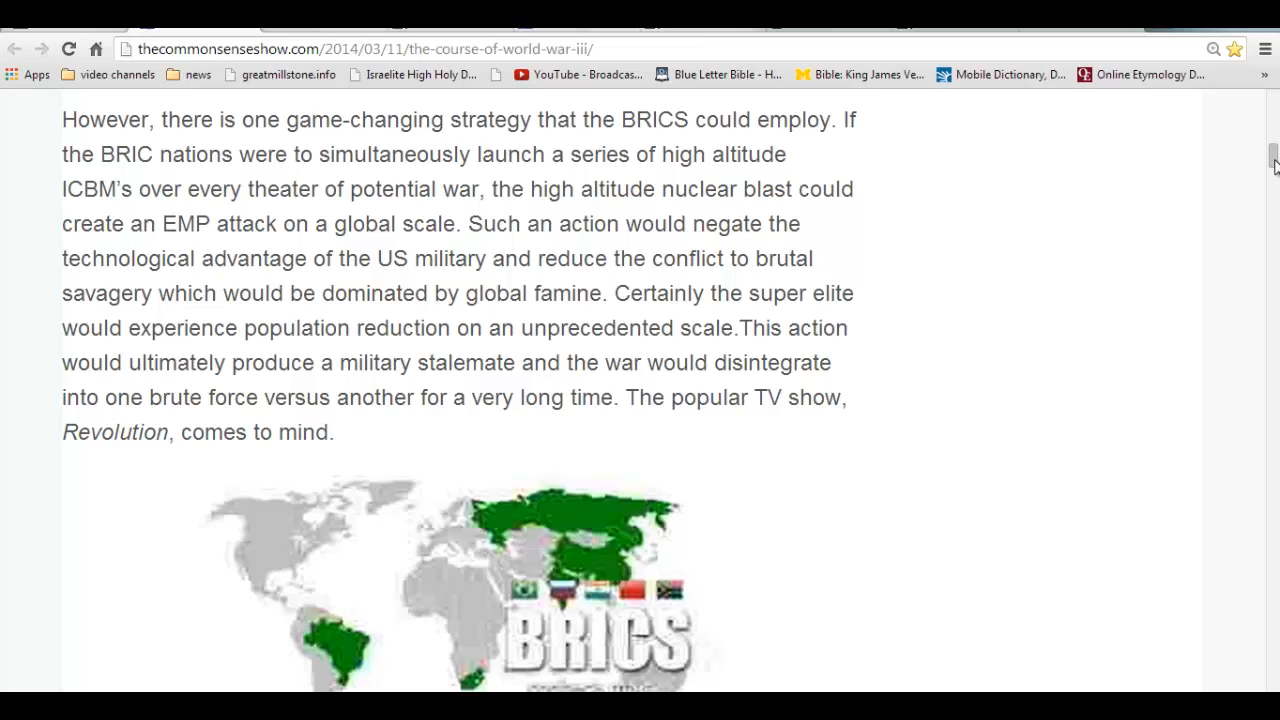 thecommonsenseshow.com/2014/03/11/the-course-of-world-war-iii/
Apps video channels news greatmillstone.info Israelite High Holy D... YouTube - Broadcas... Blue Letter Bible - H... Bible: King James Ve... Mobile Dictionary, D... Online Etymology D... »
However, there is one game-changing strategy that the BRICS could employ. If
the BRIC nations were to simultaneously launch a series of high altitude
ICBM’s over every theater of potential war, the high altitude nuclear blast could
create an EMP attack on a global scale. Such an action would negate the
technological advantage of the US military and reduce the conflict to brutal
savagery which would be dominated by global famine. Certainly the super elite
would experience population reduction on an unprecedented scale.This action
would ultimately produce a military stalemate and the war would disintegrate
into one brute force versus another for a very long time. The popular TV show,
Revolution, comes to mind.
BRICS